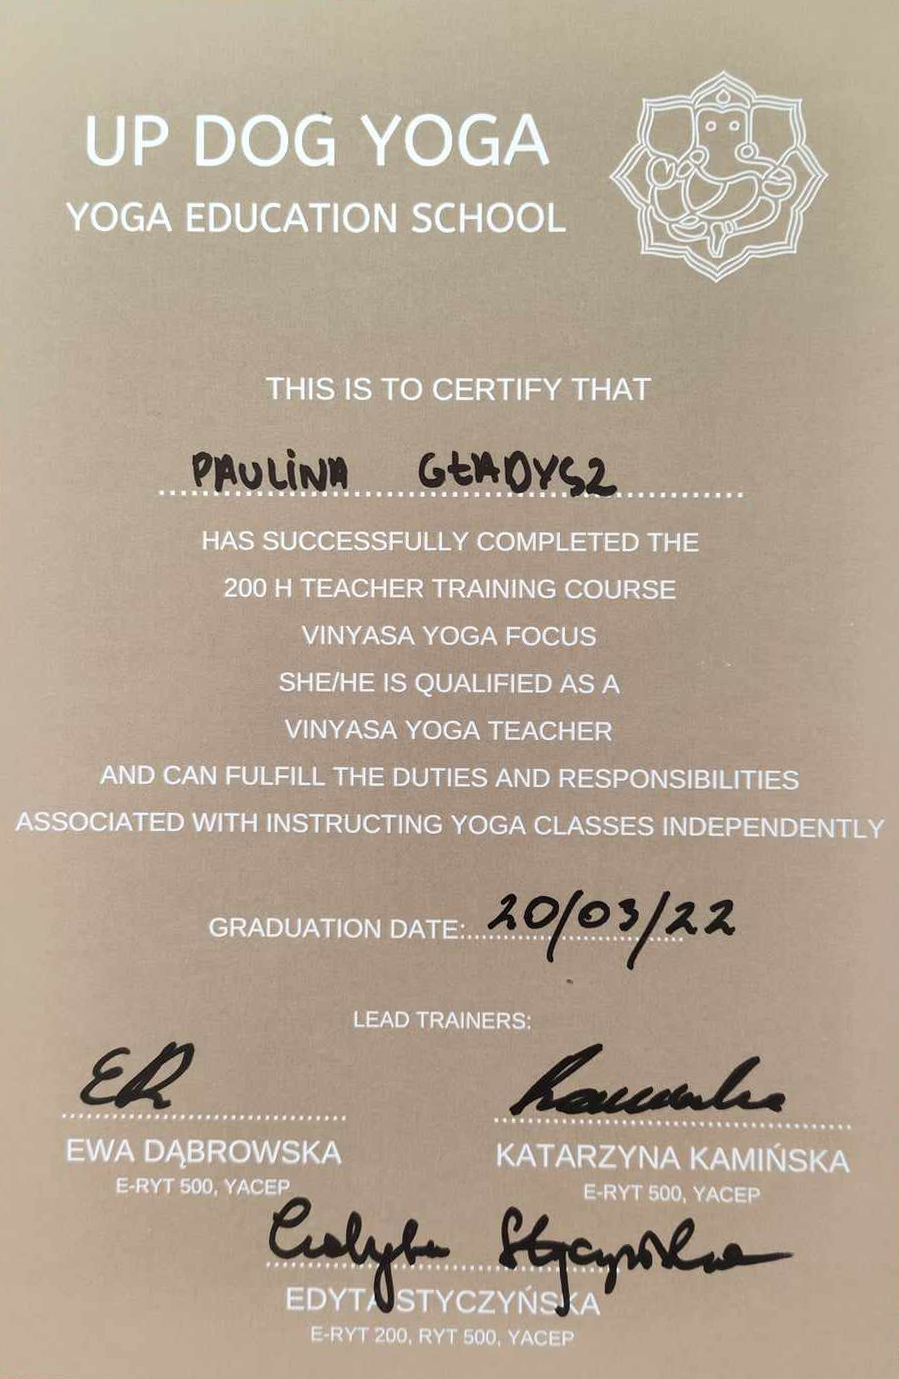 UP DOG YOGA
YOGA EDUCATION SCHOOL
THIS IS TO CERTIFY THAT
PAULINA GŁADYSZ
HAS SUCCESSFULLY COMPLETED THE
200 H TEACHER TRAINING COURSE
VINYASA YOGA FOCUS
SHE/HE IS QUALIFIED AS A
VINYASA YOGA TEACHER
AND CAN FULFILL THE DUTIES AND RESPONSIBILITIES
ASSOCIATED WITH INSTRUCTING YOGA CLASSES INDEPENDENTLY
GRADUATION DATE: 20/03/22
LEAD TRAINERS:
EWA DĄBROWSKA
E-RYT 500, YACEP
KATARZYNA KAMIŃSKA
E-RYT 500, YACEP
Edyta Styczyńska
EDYTA STYCZYŃSKA
E-RYT 200, RYT 500, YACEP